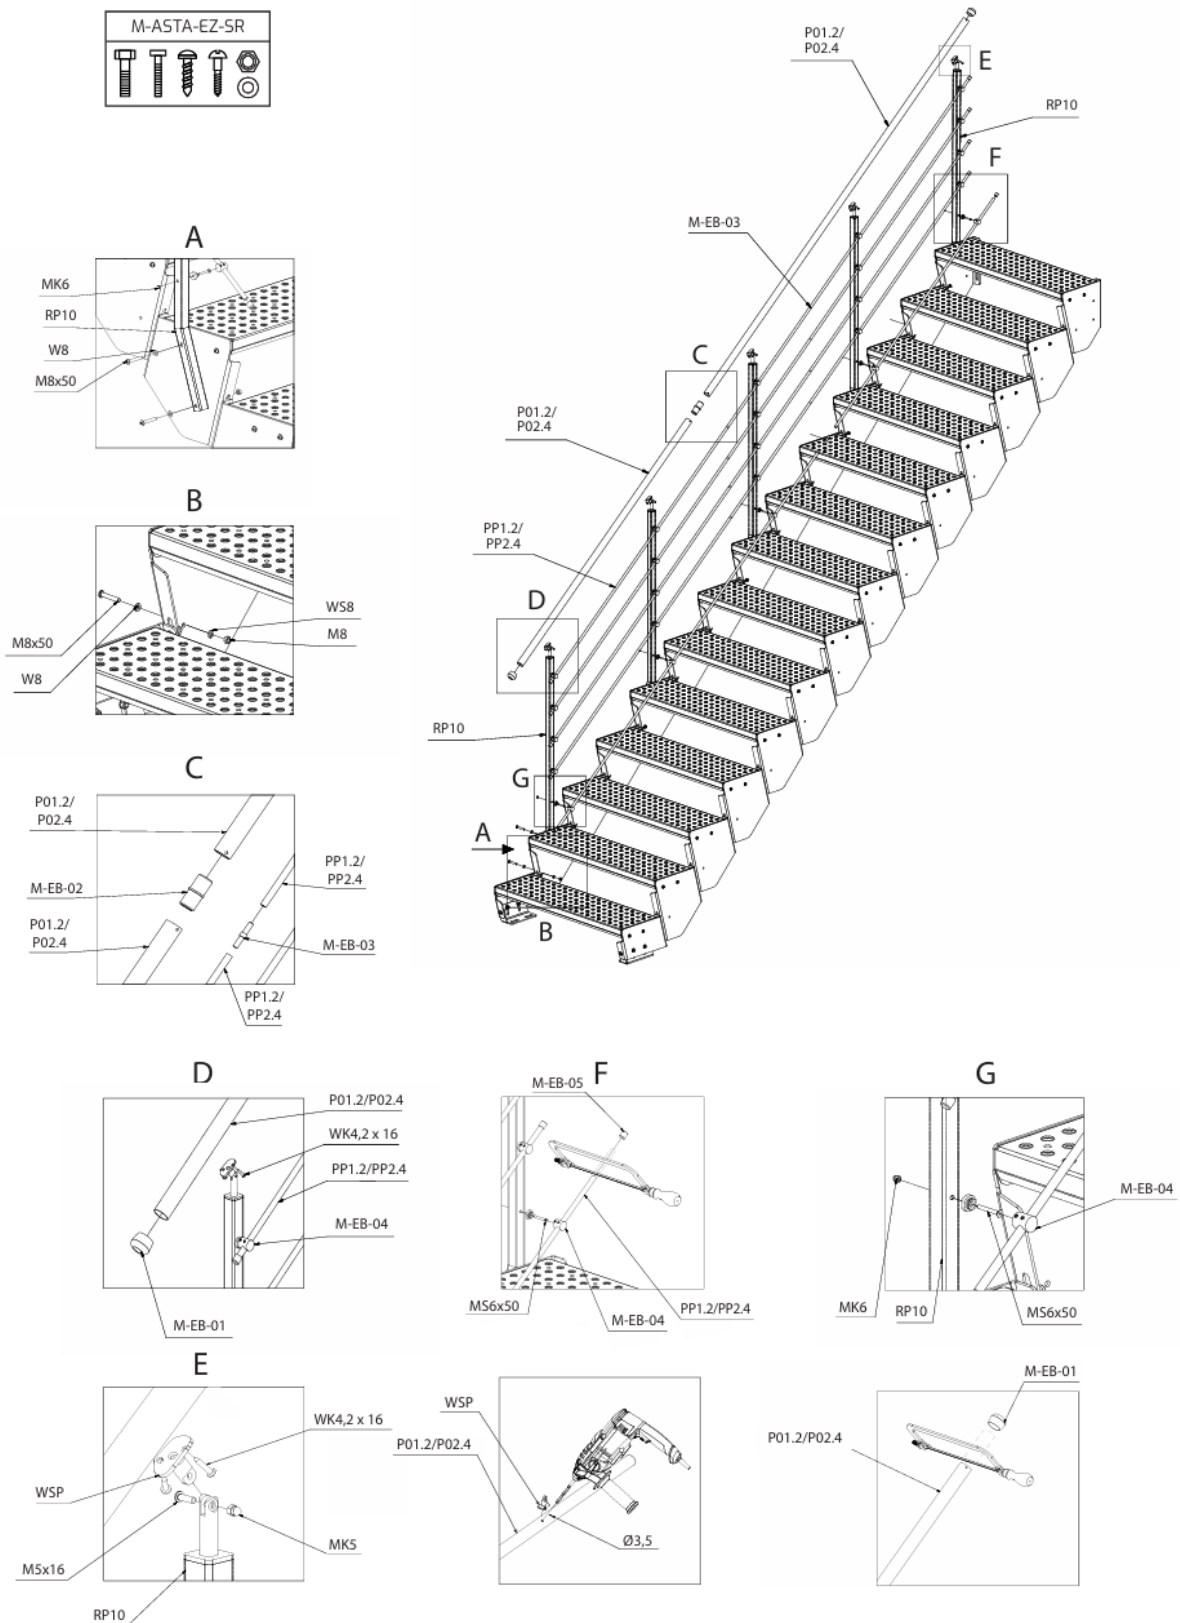 M-ASTA-EZ-SR
P01.2/
P02.4
E
RP10
F
M-EB-03
C
P01.2/
P02.4
PP1.2/
PP2.4
D
RP10
G
A
B
A
MK6
RP10
W8
M8x50
B
WS8
M8x50
M8
W8
C
P01.2/
P02.4
PP1.2/
PP2.4
M-EB-02
P01.2/
P02.4
M-EB-03
PP1.2/
PP2.4
D
P01.2/P02.4
WK4,2 x 16
PP1.2/PP2.4
M-EB-04
M-EB-01
F
M-EB-05
MS6x50
M-EB-04
PP1.2/PP2.4
G
M-EB-04
MK6
RP10
MS6x50
E
WK4,2 x 16
WSP
M5x16
MK5
RP10
WSP
P01.2/P02.4
Ø3,5
M-EB-01
P01.2/P02.4